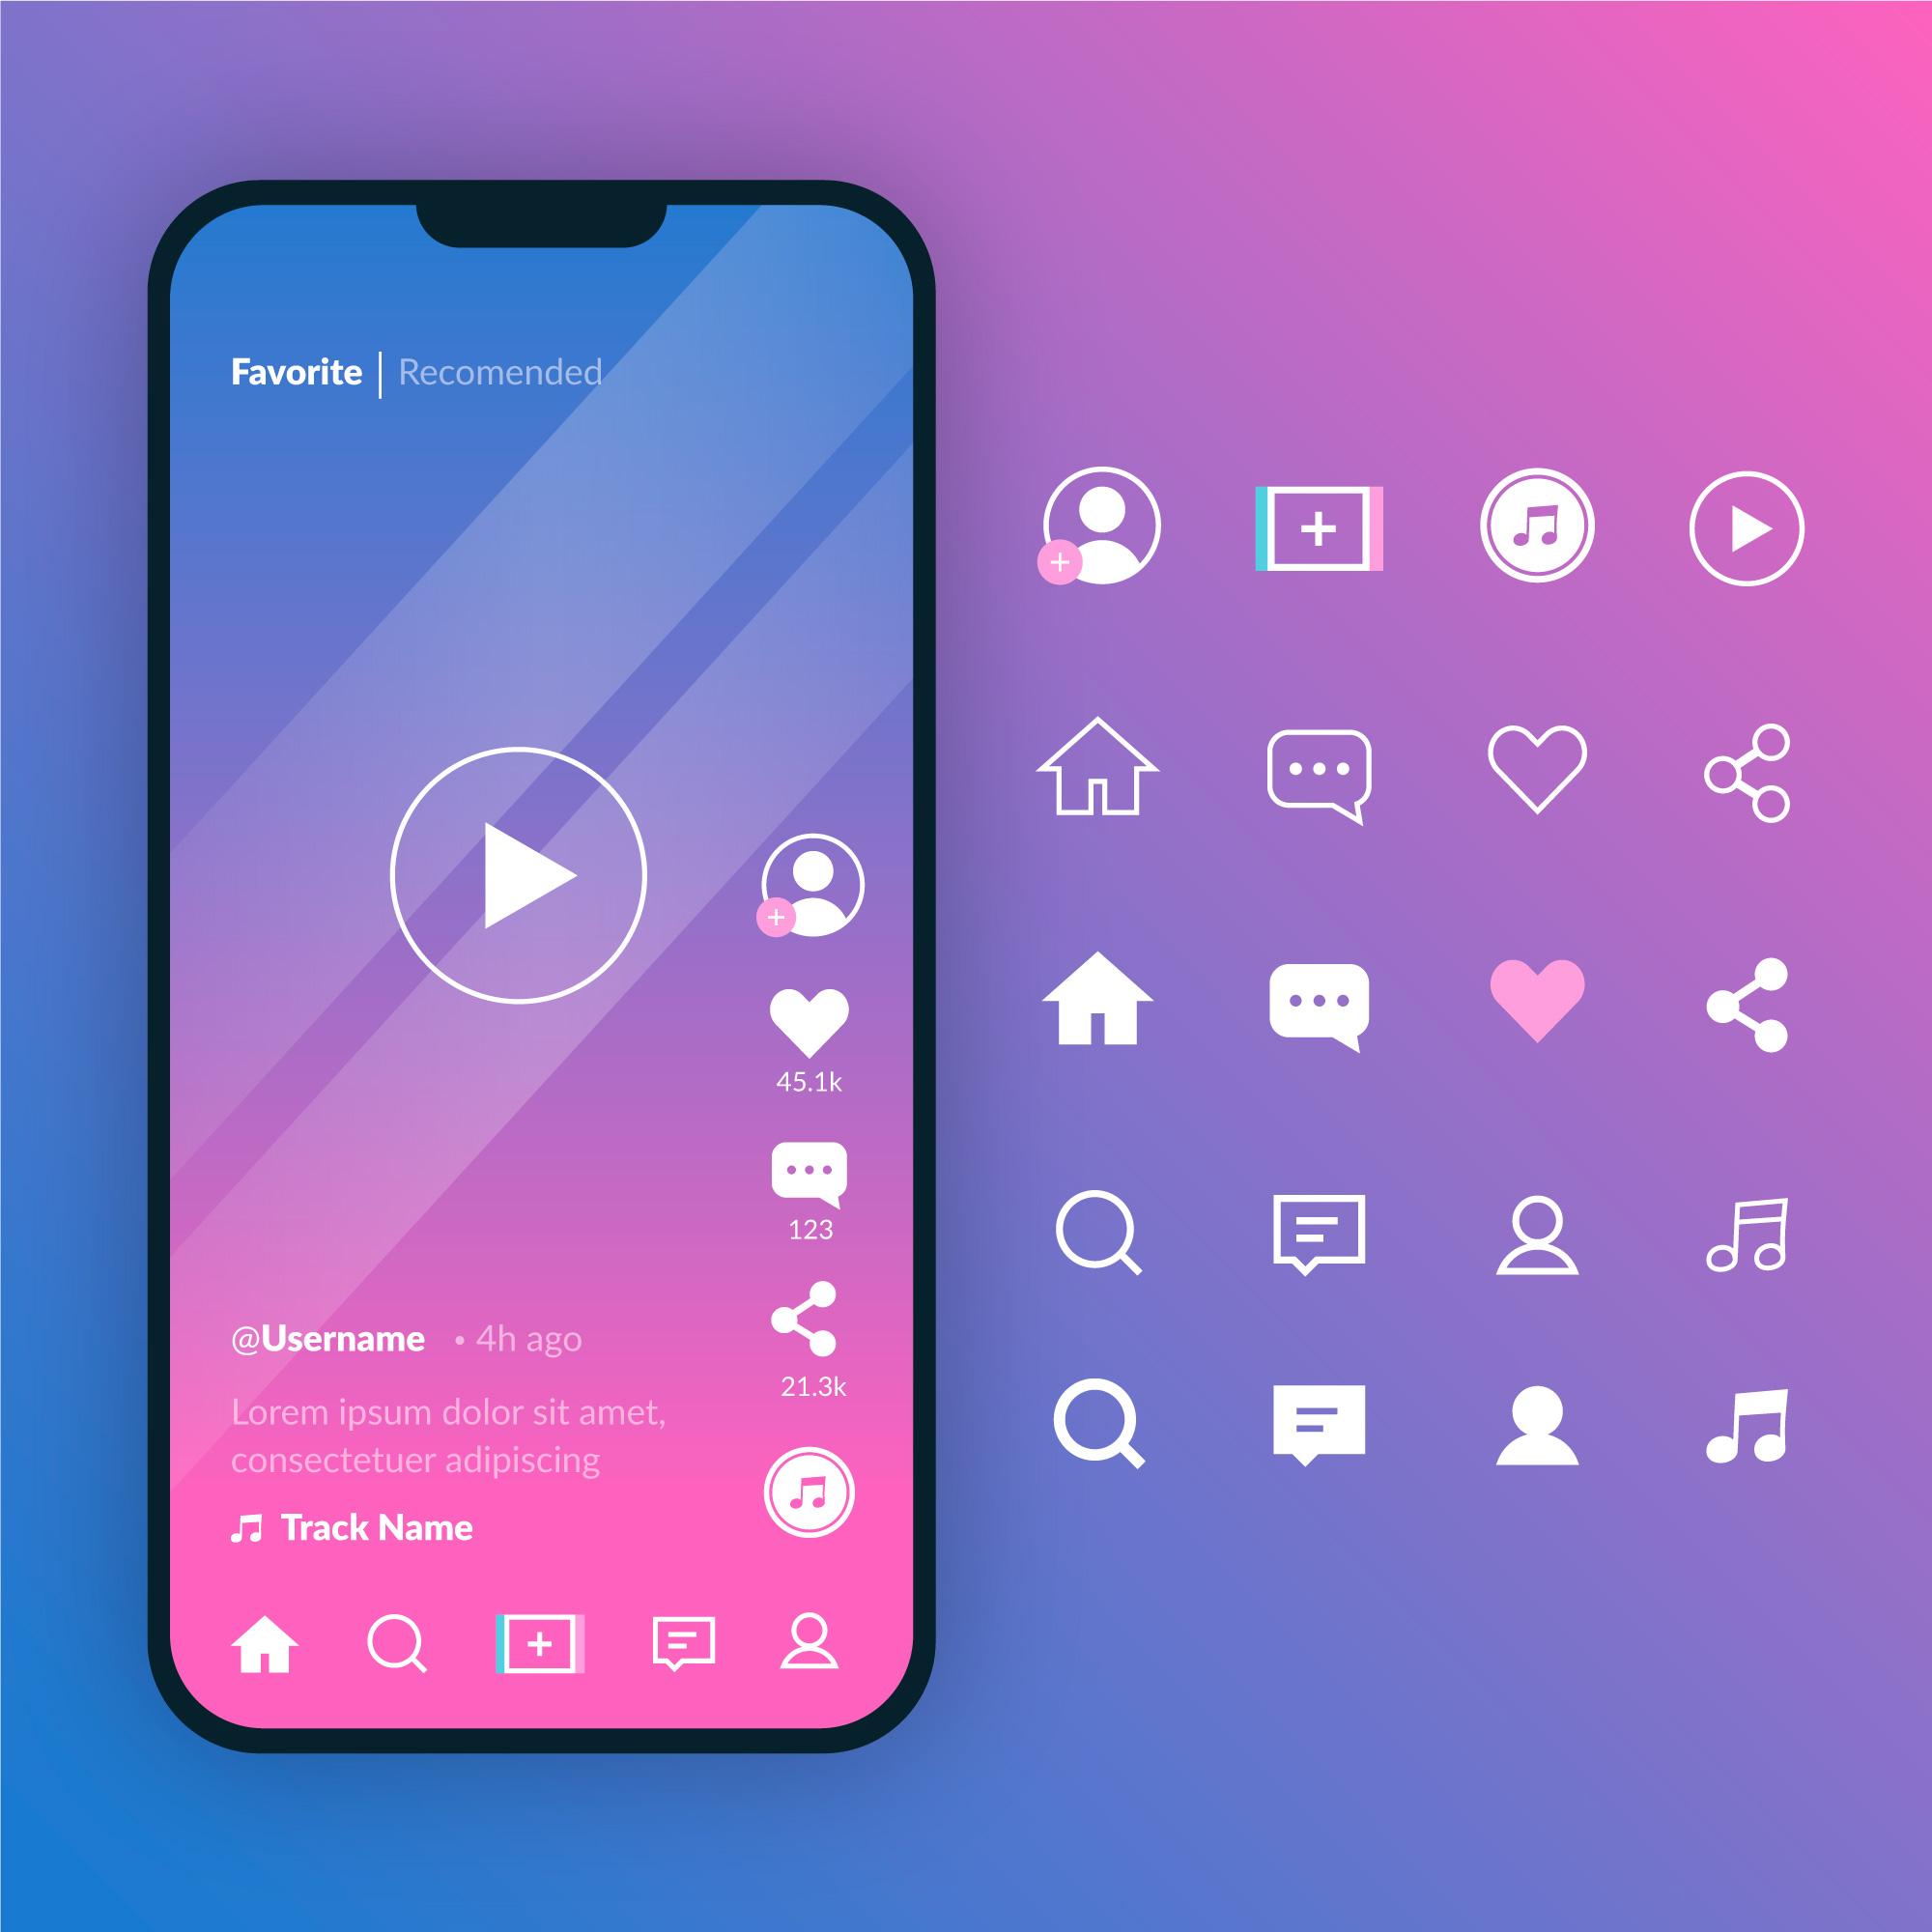 Favorite | Recomended
45.1k
123
21.3k
@Username • 4h ago
Lorem ipsum dolor sit amet,
consectetuer adipiscing
Track Name